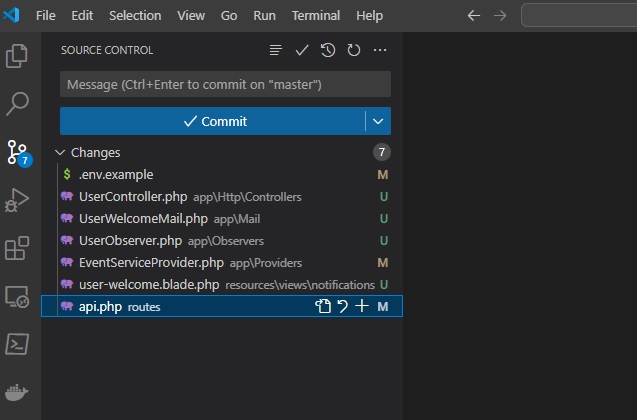 File Edit Selection View Go Run Terminal Help
SOURCE CONTROL
Message (Ctrl+Enter to commit on "master")
Commit
Changes 7
7
$ .env.example M
UserController.php app\Http\Controllers U
UserWelcomeMail.php app\Mail U
UserObserver.php app\Observers U
EventServiceProvider.php app\Providers M
user-welcome.blade.php resources\views\notifications U
api.php routes M